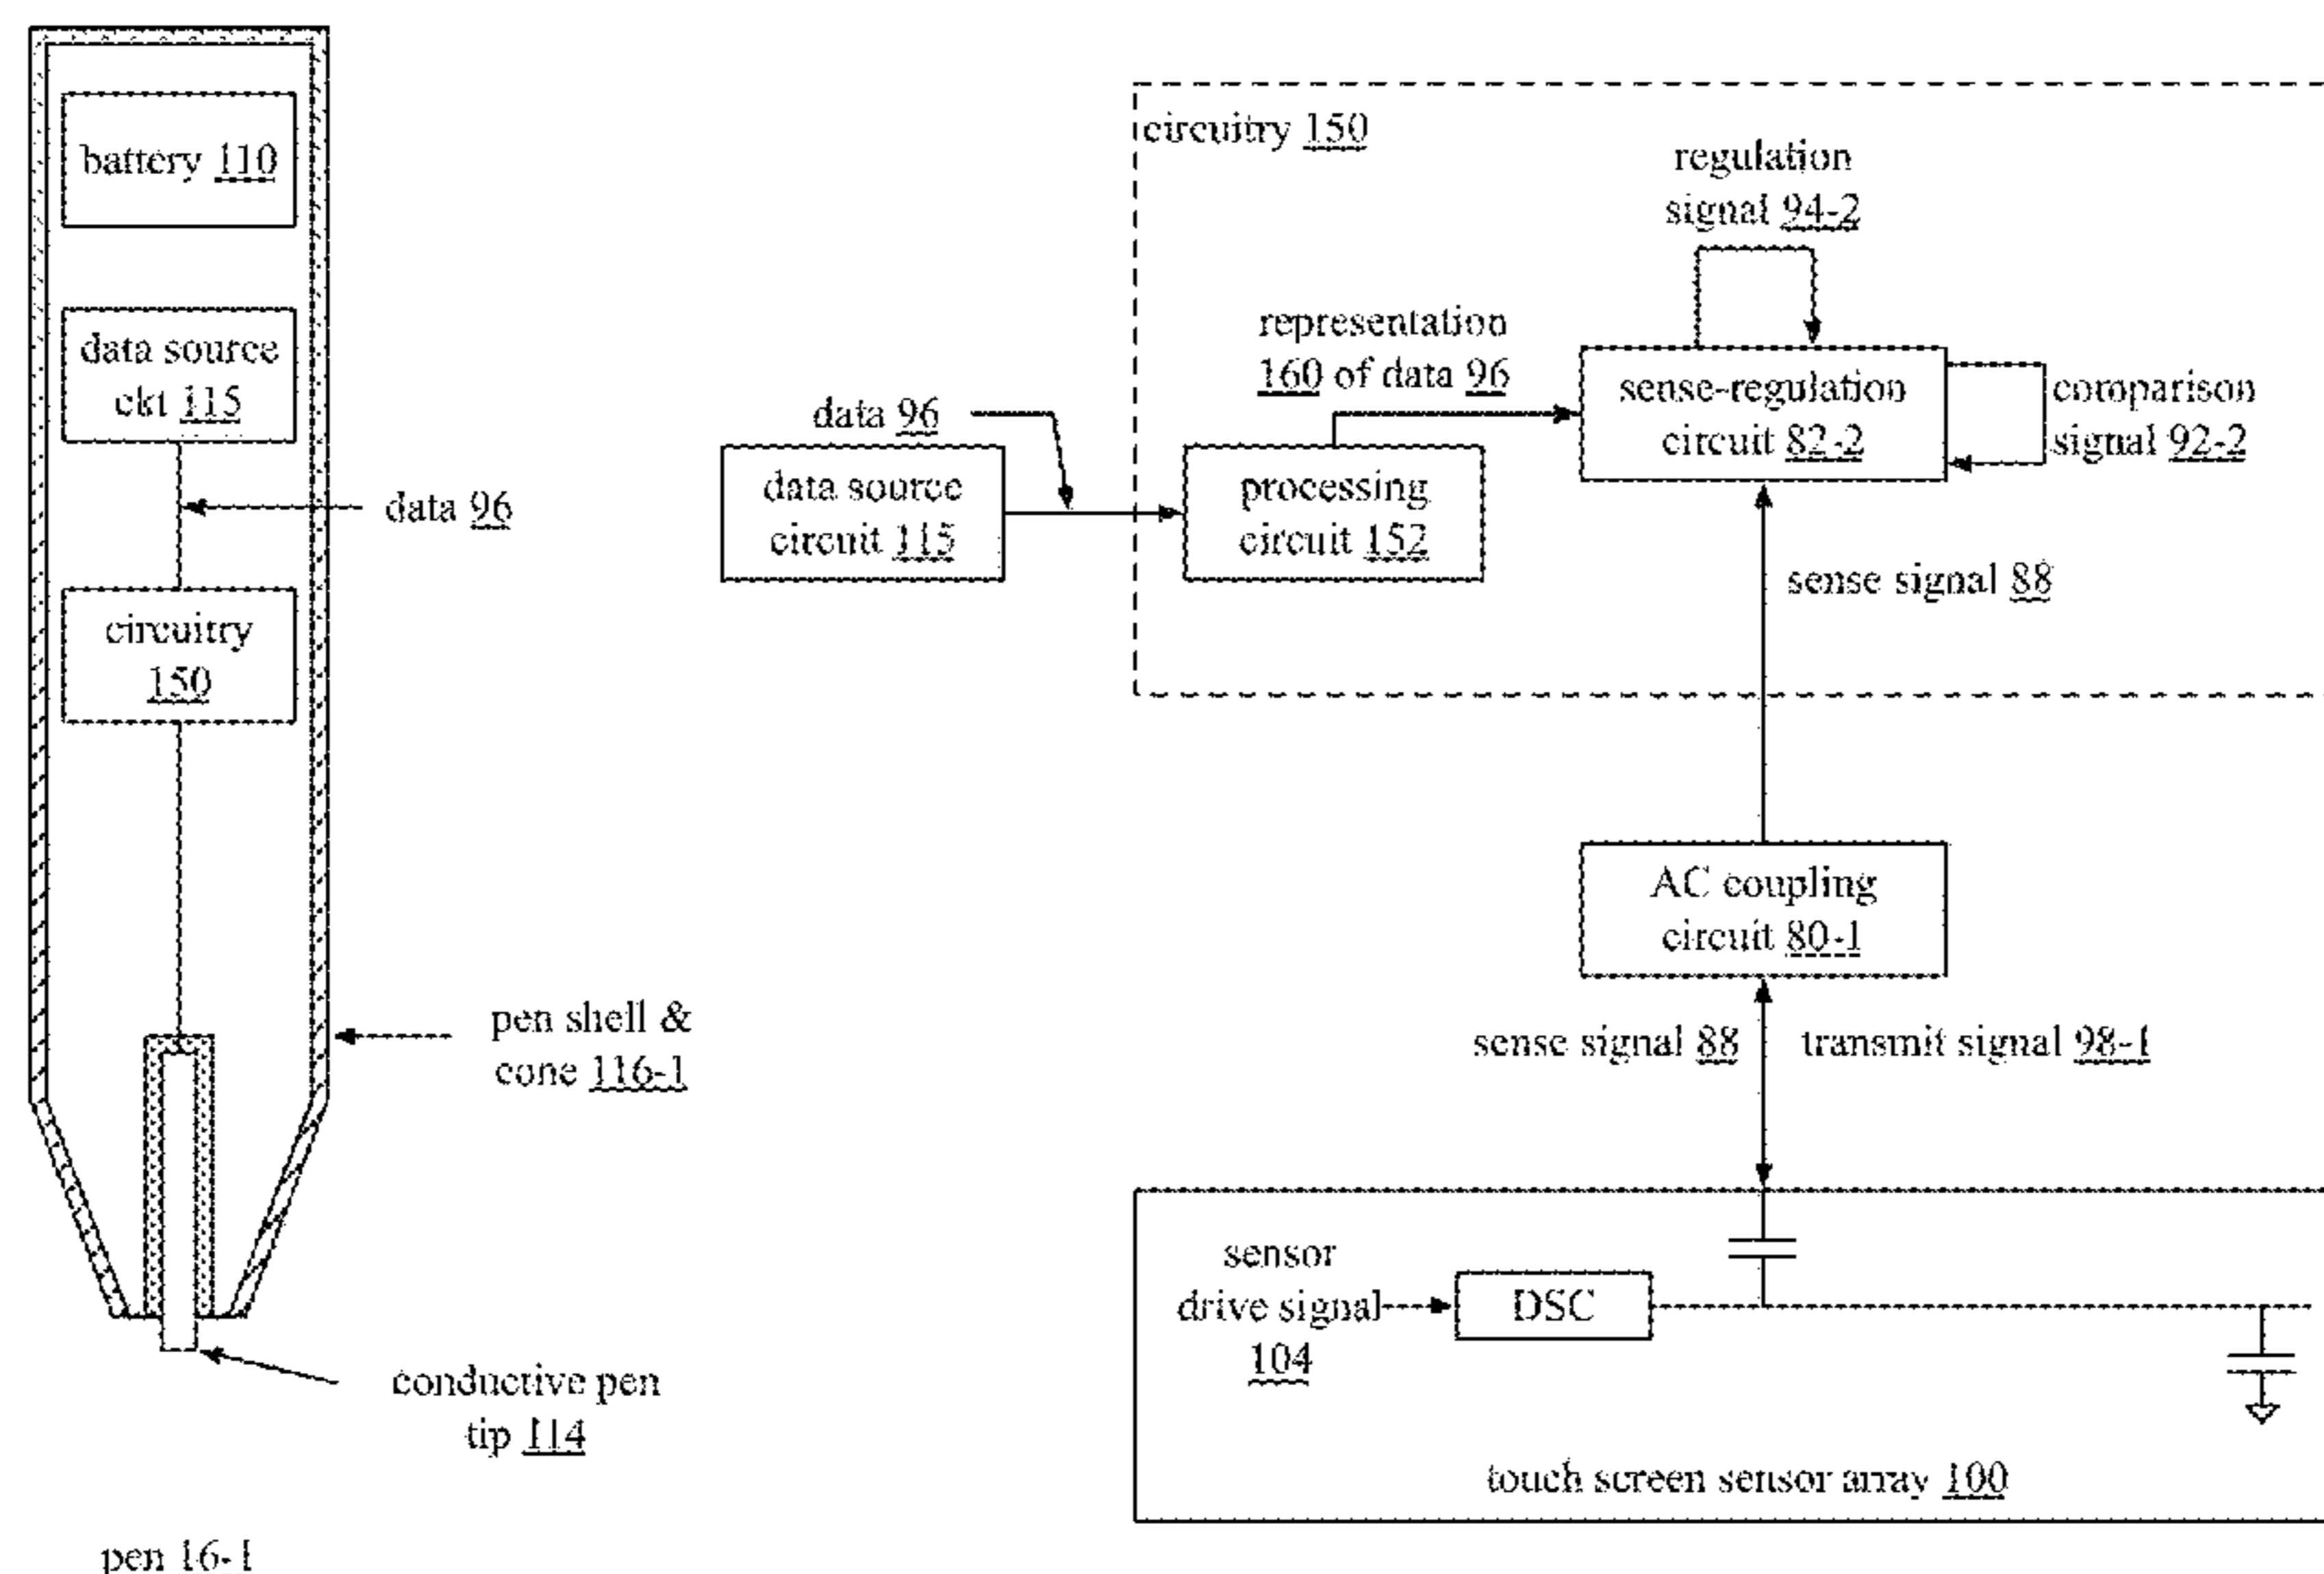 battery 110
data source
ckt 115
data 96
circuitry
150
pen shell &
cone 116-1
conductive pen
tip 114
pen 16-1
circuitry 150
regulation
signal 94-2
representation
160 of data 96
sense-regulation
circuit 82-2
comparison
signal 92-2
data 96
data source
circuit 115
processing
circuit 152
sense signal 88
AC coupling
circuit 80-1
sense signal 88
transmit signal 98-1
sensor
drive signal
104
DSC
touch screen sensor array 100